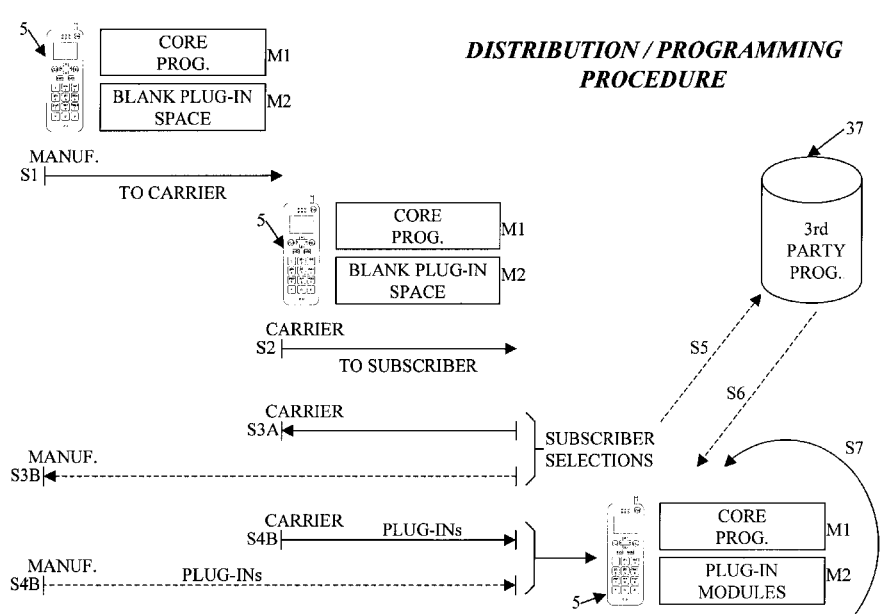 DISTRIBUTION / PROGRAMMING
PROCEDURE
5
CORE
PROG.
M1
BLANK PLUG-IN
SPACE
M2
MANUF.
S1
TO CARRIER
37
3rd
PARTY
PROG.
5
CORE
PROG.
M1
BLANK PLUG-IN
SPACE
M2
CARRIER
S2
TO SUBSCRIBER
S5
S6
CARRIER
S3A
SUBSCRIBER
SELECTIONS
MANUF.
S3B
S7
CARRIER
S4B
PLUG-INs
MANUF.
S4B
PLUG-INs
CORE
PROG.
M1
PLUG-IN
MODULES
M2
5